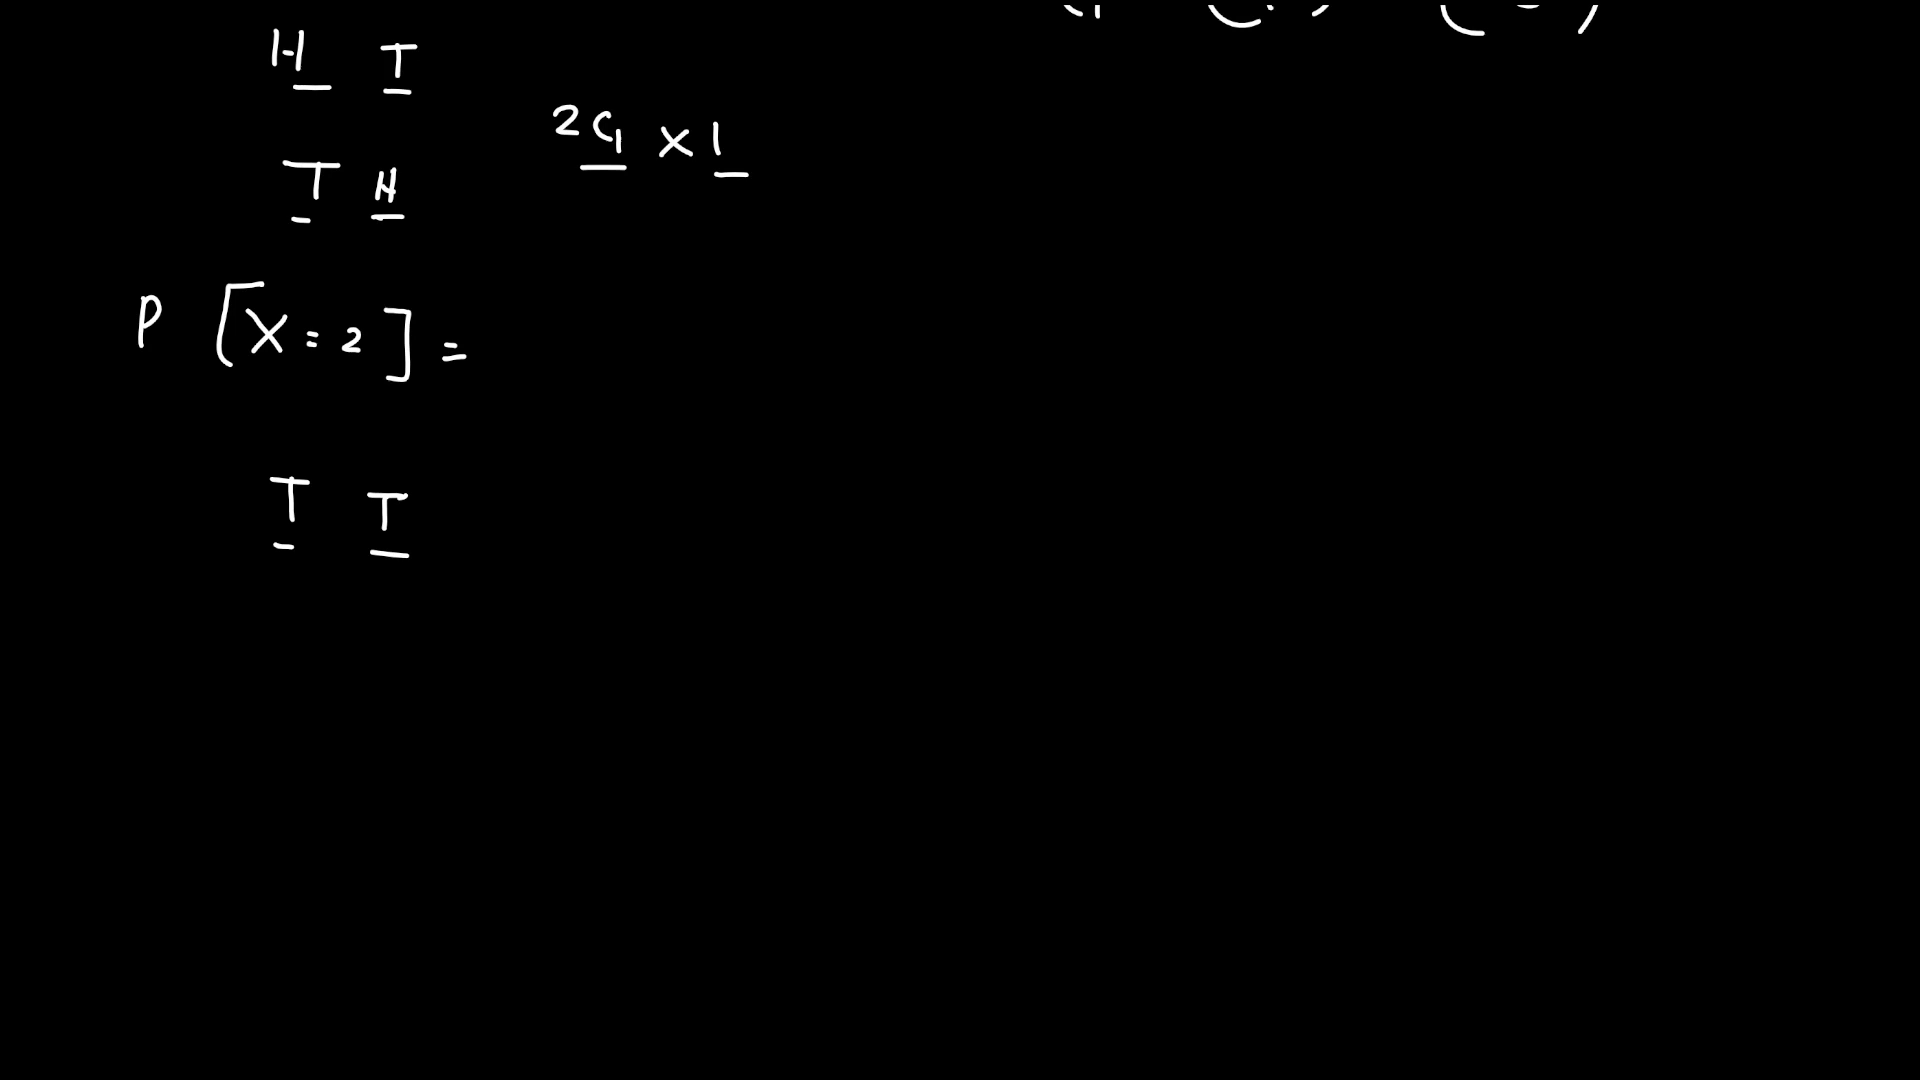 H T
2C1 × 1
T H
P [X = 2] =
T T